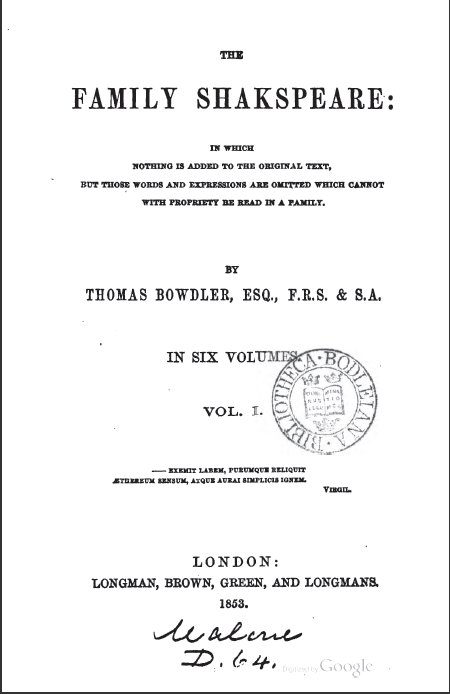 THE
FAMILY SHAKSPEARE:
IN WHICH
NOTHING IS ADDED TO THE ORIGINAL TEXT,
BUT THOSE WORDS AND EXPRESSIONS ARE OMITTED WHICH CANNOT
WITH PROPRIETY BE READ IN A FAMILY.
BY
THOMAS BOWDLER, ESQ., F.R.S. & S.A.
IN SIX VOLUMES.
VOL. I.
BIBLIOTHECA · BODLEIANA
—— EXEMIT LABEM, PURUMQUE RELIQUIT
ÆTHEREUM SENSUM, ATQUE AURAI SIMPLICIS IGNEM.
VIRGIL.
LONDON:
LONGMAN, BROWN, GREEN, AND LONGMANS.
1853.
Malone
D. 64.
Digitized by Google